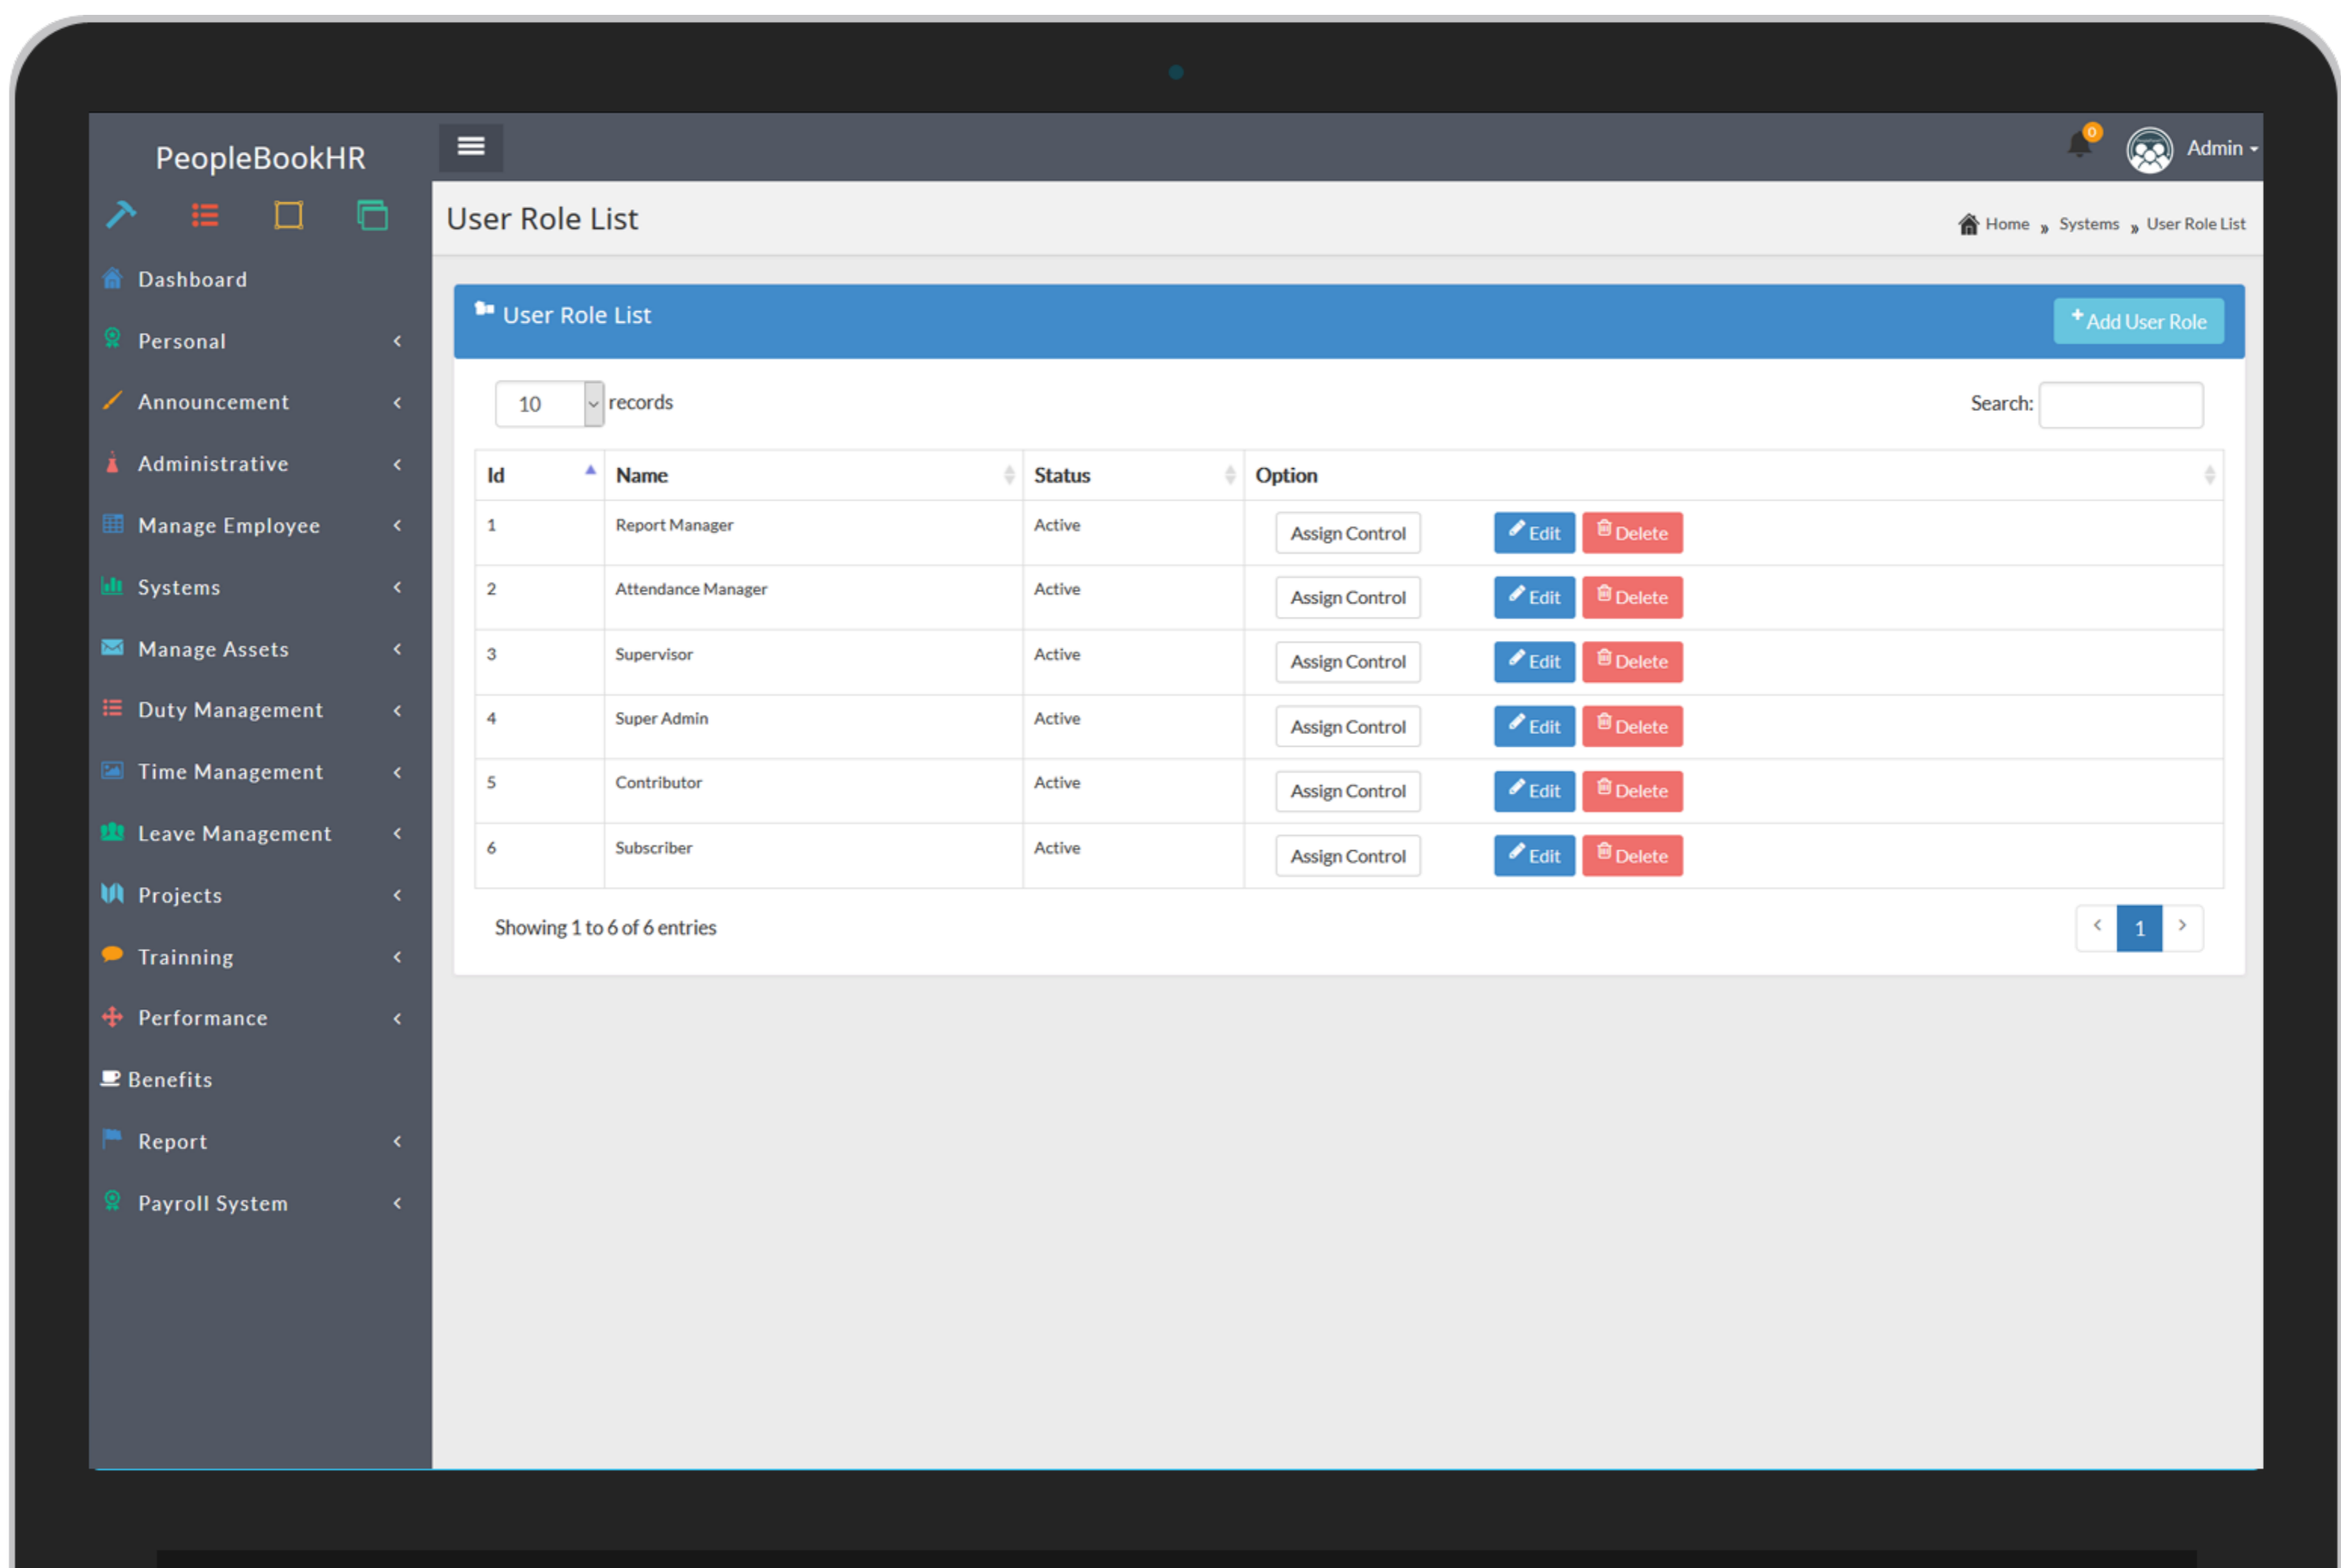 PeopleBookHR
0
Admin
User Role List
Home » Systems » User Role List
Dashboard
Personal
Announcement
Administrative
Manage Employee
Systems
Manage Assets
Duty Management
Time Management
Leave Management
Projects
Trainning
Performance
Benefits
Report
Payroll System
User Role List
+ Add User Role
10 records
Search:
Id Name Status Option
1 Report Manager Active Assign Control Edit Delete
2 Attendance Manager Active Assign Control Edit Delete
3 Supervisor Active Assign Control Edit Delete
4 Super Admin Active Assign Control Edit Delete
5 Contributor Active Assign Control Edit Delete
6 Subscriber Active Assign Control Edit Delete
Showing 1 to 6 of 6 entries
‹ 1 ›